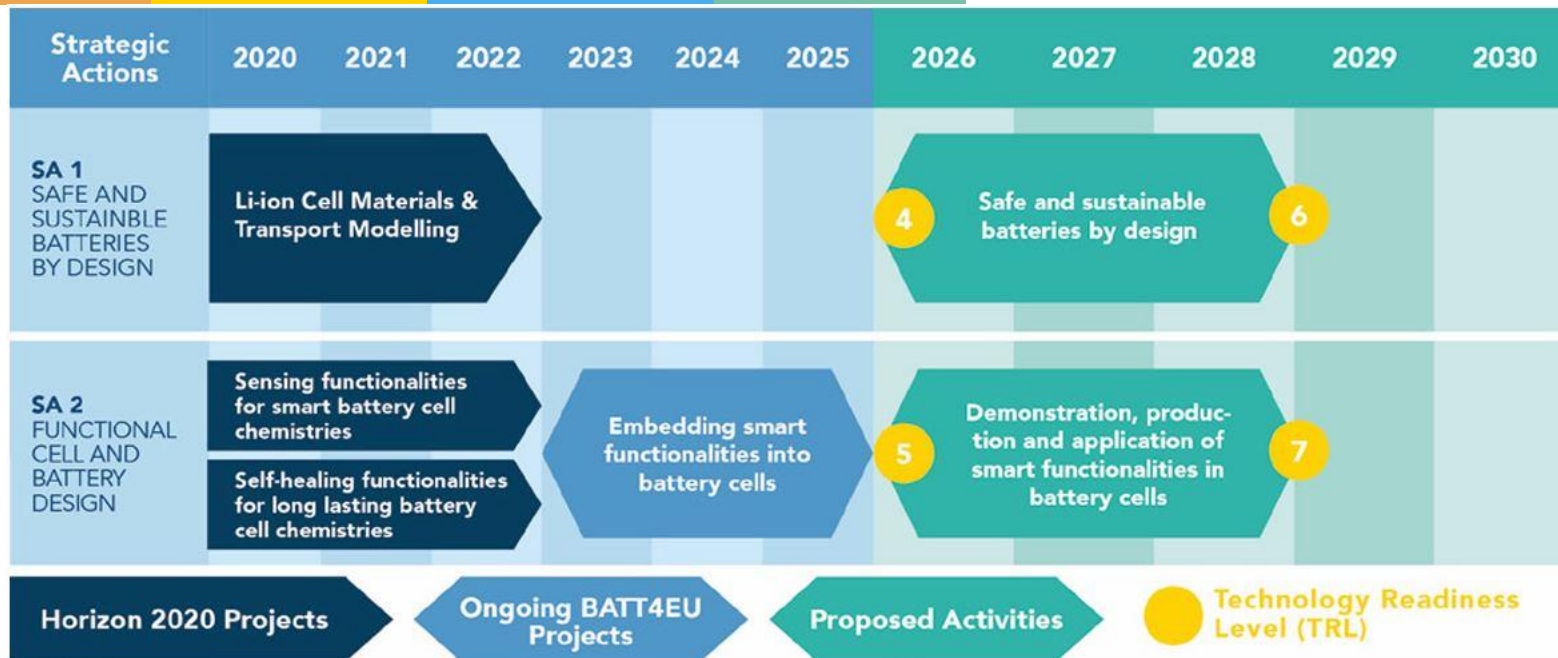 Strategic
Actions
2020 2021 2022 2023 2024 2025 2026 2027 2028 2029 2030
SA 1
SAFE AND
SUSTAINBLE
BATTERIES
BY DESIGN
Li-ion Cell Materials &
Transport Modelling
4
Safe and sustainable
batteries by design
6
SA 2
FUNCTIONAL
CELL AND
BATTERY
DESIGN
Sensing functionalities
for smart battery cell
chemistries
Self-healing functionalities
for long lasting battery
cell chemistries
Embedding smart
functionalities into
battery cells
5
Demonstration, produc-
tion and application of
smart functionalities in
battery cells
7
Horizon 2020 Projects
Ongoing BATT4EU
Projects
Proposed Activities
Technology Readiness
Level (TRL)